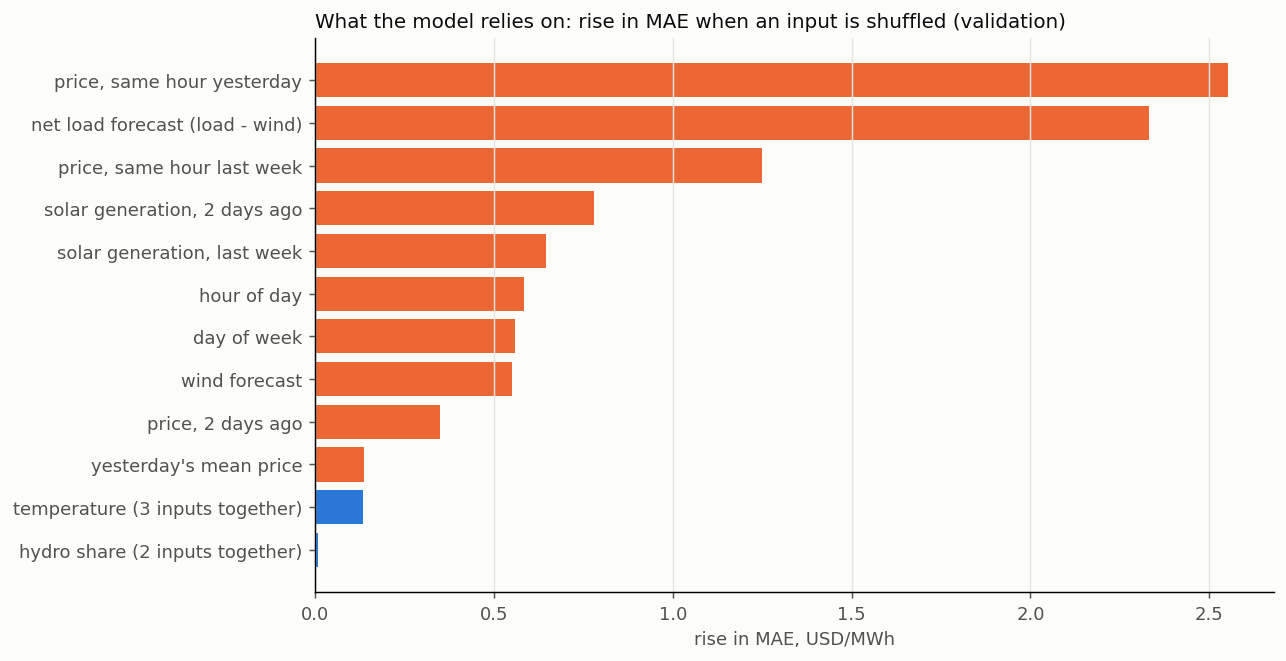 What the model relies on: rise in MAE when an input is shuffled (validation)
price, same hour yesterday
net load forecast (load - wind)
price, same hour last week
solar generation, 2 days ago
solar generation, last week
hour of day
day of week
wind forecast
price, 2 days ago
yesterday's mean price
temperature (3 inputs together)
hydro share (2 inputs together)
0.0 0.5 1.0 1.5 2.0 2.5
rise in MAE, USD/MWh